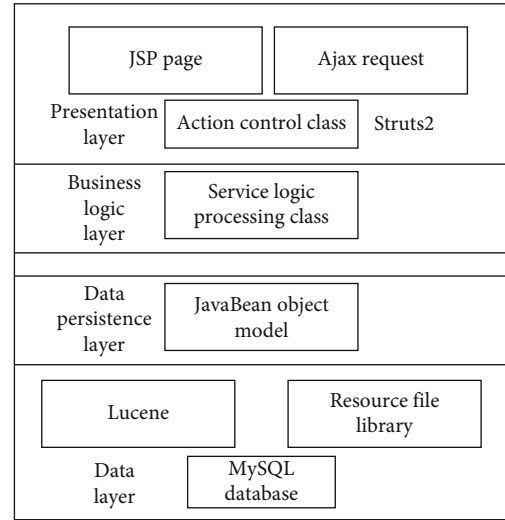 JSP page
Ajax request
Presentation
layer
Action control class
Struts2
Business
logic
layer
Service logic
processing class
Data
persistence
layer
JavaBean object
model
Lucene
Resource file
library
Data
layer
MySQL
database